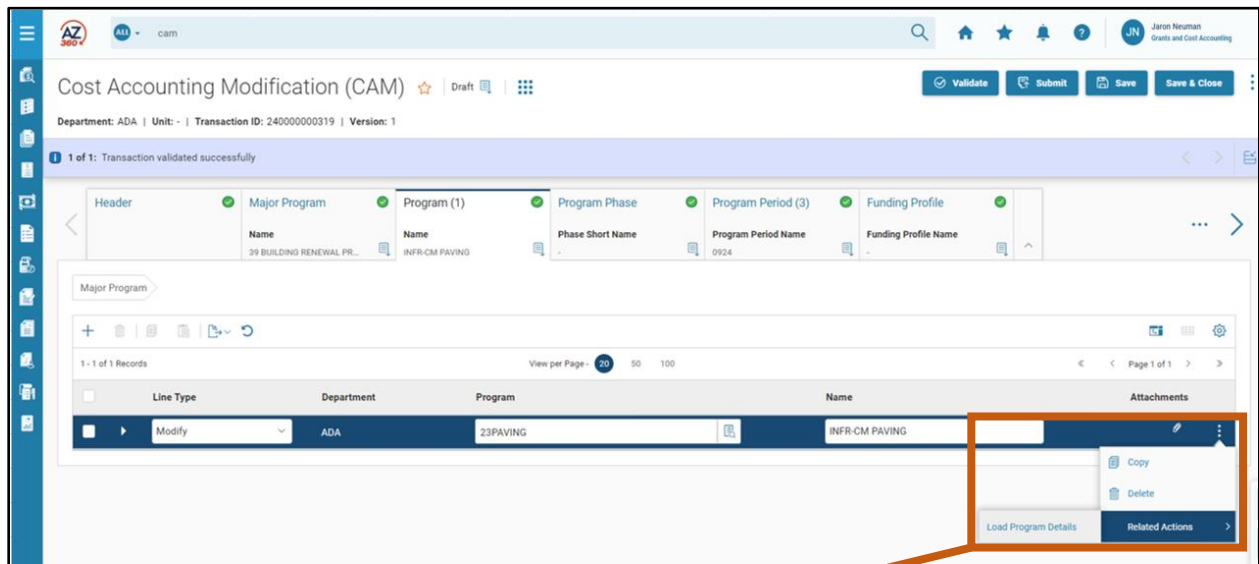 AZ
360
ALL
cam
JN
Jaron Neuman
Grants and Cost Accounting
Cost Accounting Modification (CAM)
Draft
Validate
Submit
Save
Save & Close
Department: ADA | Unit: - | Transaction ID: 240000000319 | Version: 1
1 of 1: Transaction validated successfully
Header
Major Program
Program (1)
Program Phase
Program Period (3)
Funding Profile
Name
Name
Phase Short Name
Program Period Name
Funding Profile Name
39 BUILDING RENEWAL PR...
INFR-CM PAVING
-
0924
-
Major Program
1 - 1 of 1 Records
View per Page - 20 50 100
Page 1 of 1
Line Type
Department
Program
Name
Attachments
Modify
ADA
23PAVING
INFR-CM PAVING
Copy
Delete
Load Program Details
Related Actions